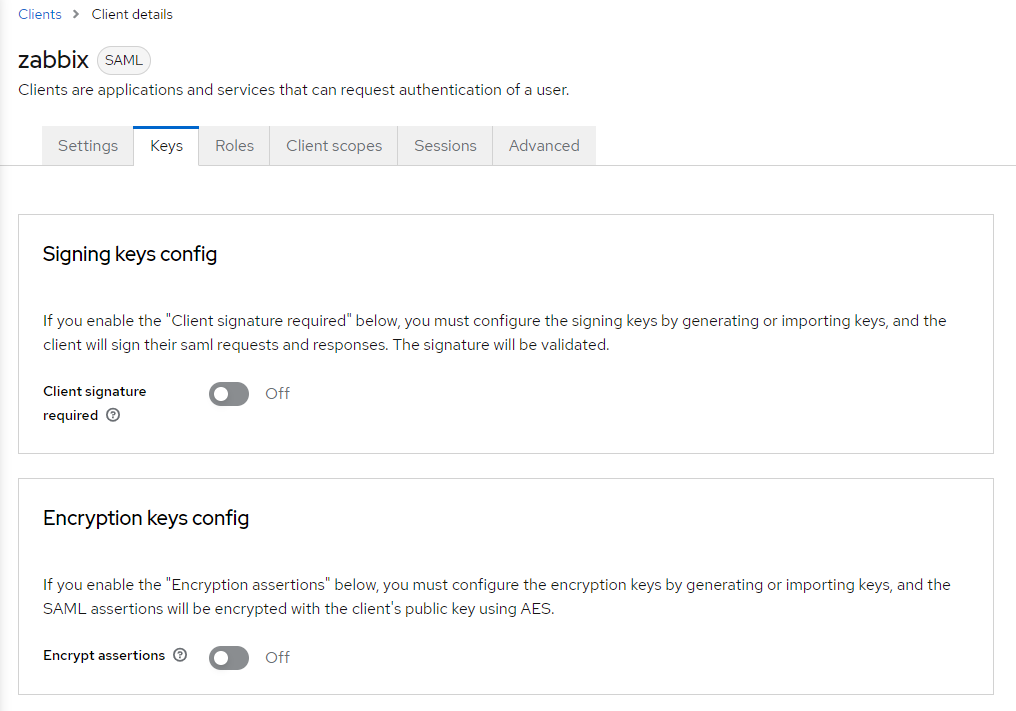 Clients > Client details
zabbix SAML
Clients are applications and services that can request authentication of a user.
Settings Keys Roles Client scopes Sessions Advanced
Signing keys config
If you enable the "Client signature required" below, you must configure the signing keys by generating or importing keys, and the
client will sign their saml requests and responses. The signature will be validated.
Client signature
required ? Off
Encryption keys config
If you enable the "Encryption assertions" below, you must configure the encryption keys by generating or importing keys, and the
SAML assertions will be encrypted with the client's public key using AES.
Encrypt assertions ? Off